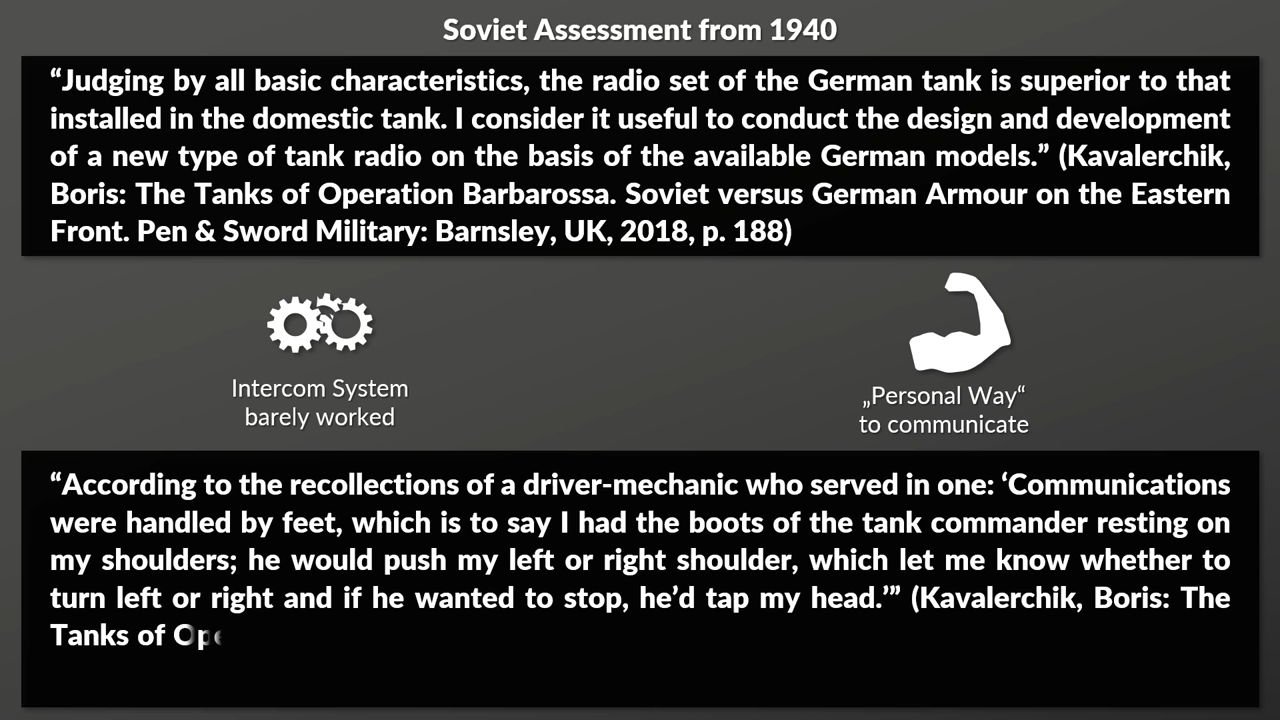 Soviet Assessment from 1940
“Judging by all basic characteristics, the radio set of the German tank is superior to that
installed in the domestic tank. I consider it useful to conduct the design and development
of a new type of tank radio on the basis of the available German models.” (Kavalerchik,
Boris: The Tanks of Operation Barbarossa. Soviet versus German Armour on the Eastern
Front. Pen & Sword Military: Barnsley, UK, 2018, p. 188)
Intercom System
barely worked
„Personal Way“
to communicate
“According to the recollections of a driver-mechanic who served in one: ‘Communications
were handled by feet, which is to say I had the boots of the tank commander resting on
my shoulders; he would push my left or right shoulder, which let me know whether to
turn left or right and if he wanted to stop, he’d tap my head.’” (Kavalerchik, Boris: The
Tanks of Ope